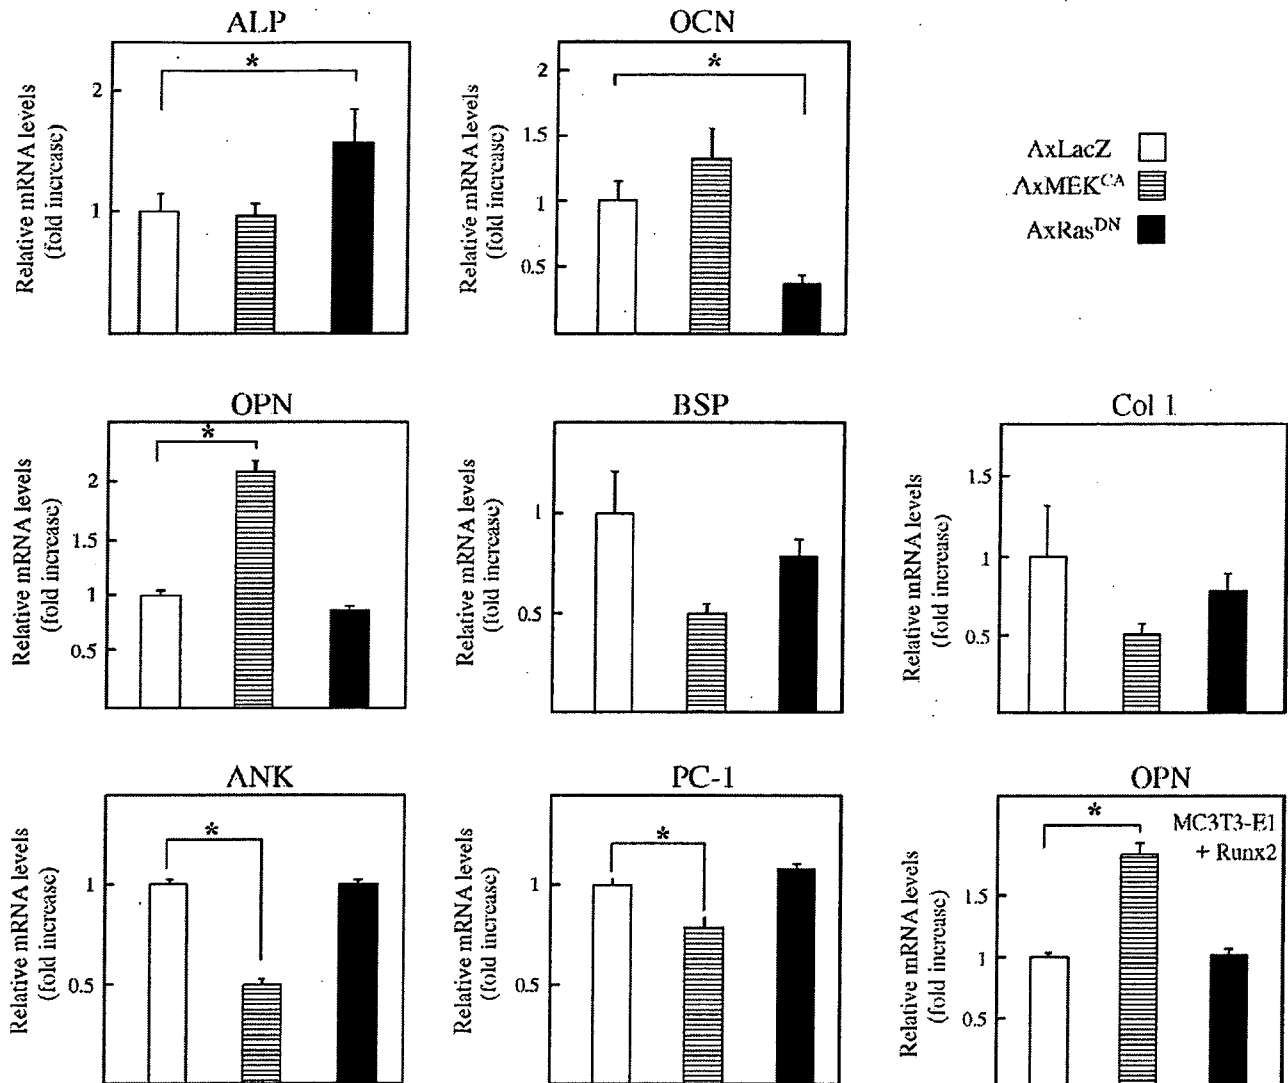 ALP
Relative mRNA levels
(fold increase)
2
1
*
OCN
Relative mRNA levels
(fold increase)
2
1.5
1
0.5
*
AxLacZ
AxMEKCA
AxRasDN
OPN
Relative mRNA levels
(fold increase)
2
1.5
1
0.5
*
BSP
Relative mRNA levels
(fold increase)
1
0.5
Col 1
Relative mRNA levels
(fold increase)
1.5
1
0.5
ANK
Relative mRNA levels
(fold increase)
1
0.5
*
PC-1
Relative mRNA levels
(fold increase)
1
0.5
*
OPN
Relative mRNA levels
(fold increase)
1.5
1
0.5
*
MC3T3-E1
+ Runx2